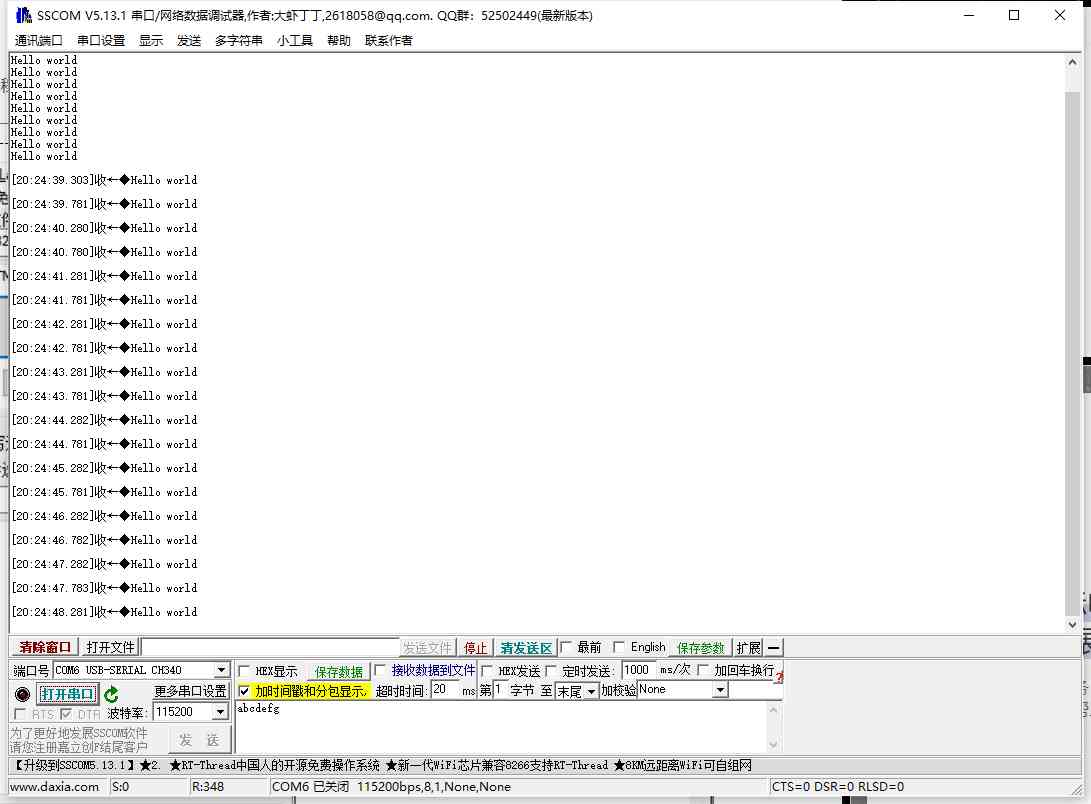 SSCOM V5.13.1 串口/网络数据调试器,作者:大虾丁丁,2618058@qq.com. QQ群: 52502449(最新版本)
通讯端口 串口设置 显示 发送 多字符串 小工具 帮助 联系作者
Hello world
Hello world
Hello world
Hello world
Hello world
Hello world
Hello world
Hello world
Hello world
[20:24:39.303]收←◆Hello world
[20:24:39.781]收←◆Hello world
[20:24:40.280]收←◆Hello world
[20:24:40.780]收←◆Hello world
[20:24:41.281]收←◆Hello world
[20:24:41.781]收←◆Hello world
[20:24:42.281]收←◆Hello world
[20:24:42.781]收←◆Hello world
[20:24:43.281]收←◆Hello world
[20:24:43.781]收←◆Hello world
[20:24:44.282]收←◆Hello world
[20:24:44.781]收←◆Hello world
[20:24:45.282]收←◆Hello world
[20:24:45.781]收←◆Hello world
[20:24:46.282]收←◆Hello world
[20:24:46.782]收←◆Hello world
[20:24:47.282]收←◆Hello world
[20:24:47.783]收←◆Hello world
[20:24:48.281]收←◆Hello world
清除窗口 打开文件 发送文件 停止 清发送区 最前 English 保存参数 扩展 —
端口号 COM6 USB-SERIAL CH340 HEX显示 保存数据 接收数据到文件 HEX发送 定时发送: 1000 ms/次 加回车换行
打开串口 更多串口设置 加时间戳和分包显示, 超时时间: 20 ms 第 1 字节 至 末尾 加校验 None
RTS DTR 波特率: 115200 abcdefg
为了更好地发展SSCOM软件
请您注册嘉立创F结尾客户 发 送
【升级到SSCOM5.13.1】★2. ★RT-Thread中国人的开源免费操作系统 ★新一代WiFi芯片兼容8266支持RT-Thread ★8KM远距离WiFi可自组网
www.daxia.com S:0 R:348 COM6 已关闭 115200bps,8,1,None,None CTS=0 DSR=0 RLSD=0